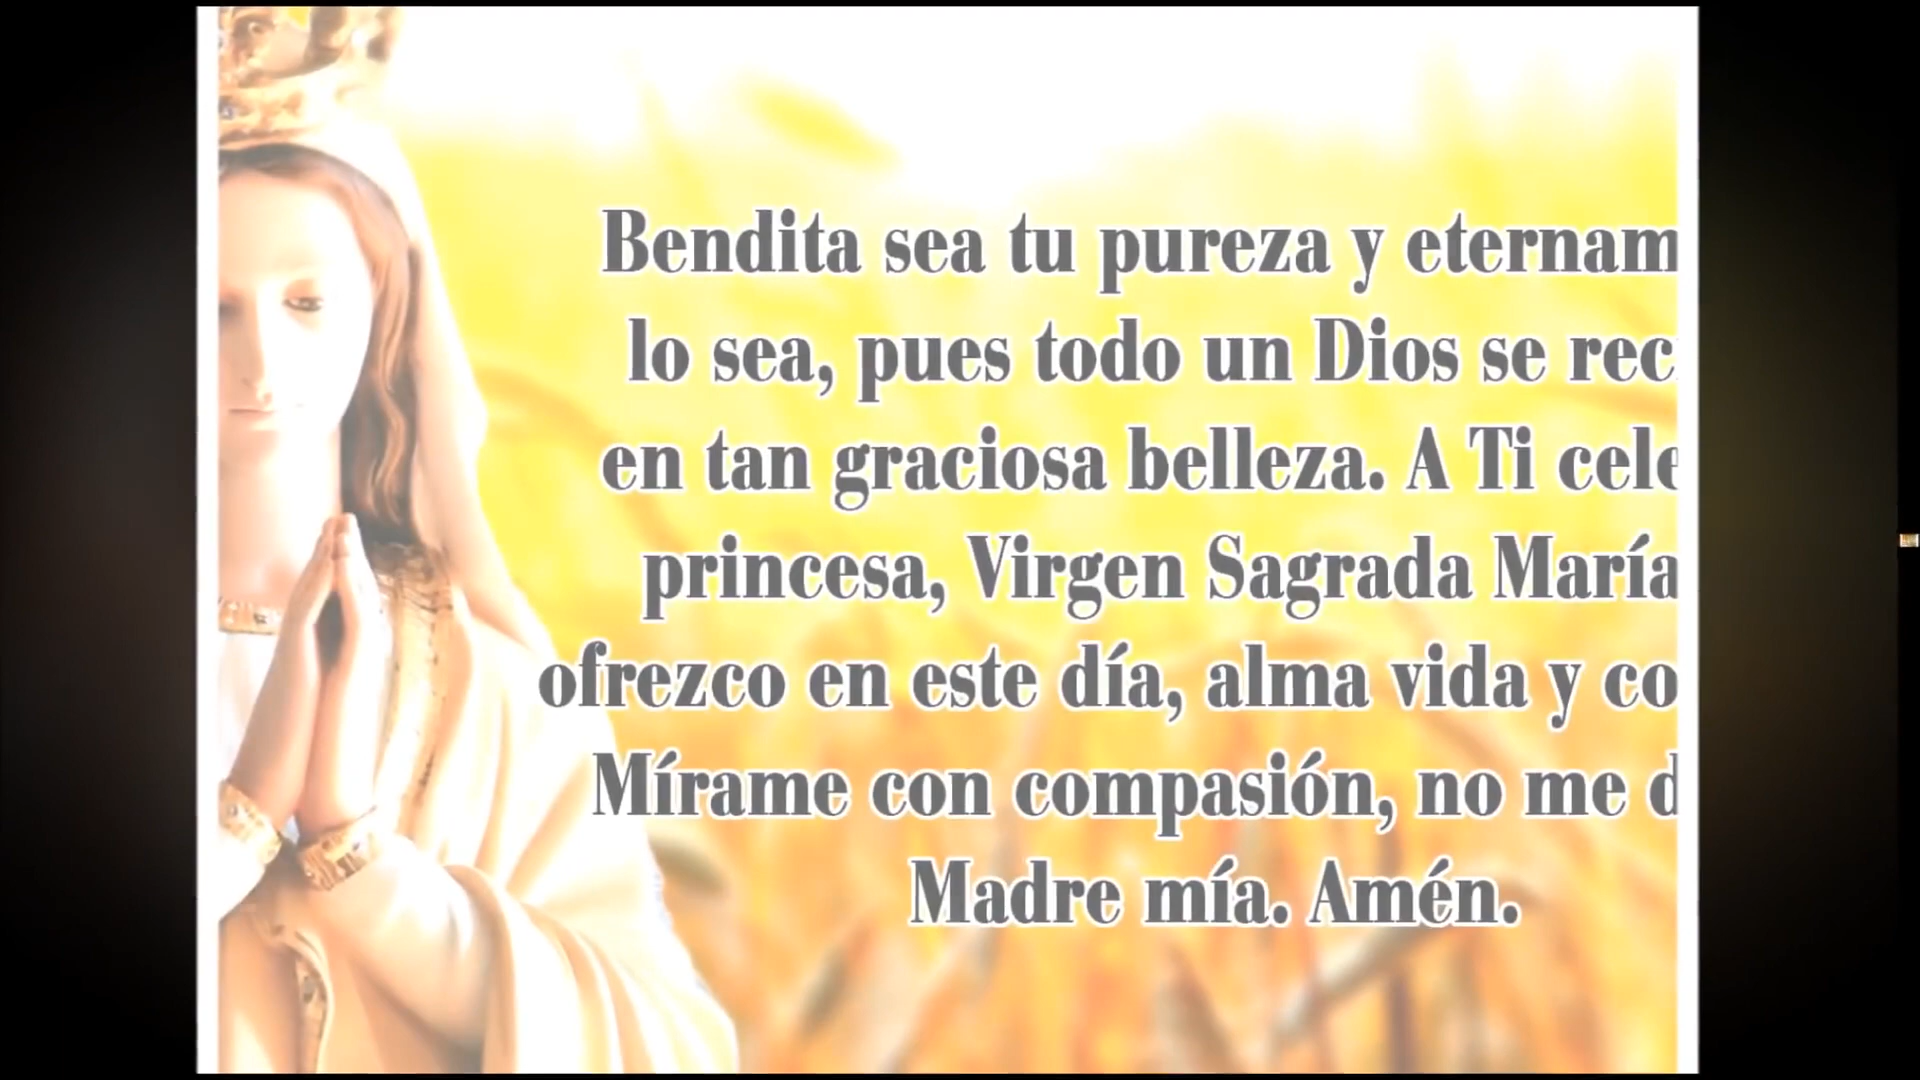 Bendita sea tu pureza y eternam
lo sea, pues todo un Dios se rec
en tan graciosa belleza. A Ti cele
princesa, Virgen Sagrada María
ofrezco en este día, alma vida y co
Mírame con compasión, no me d
Madre mía. Amén.